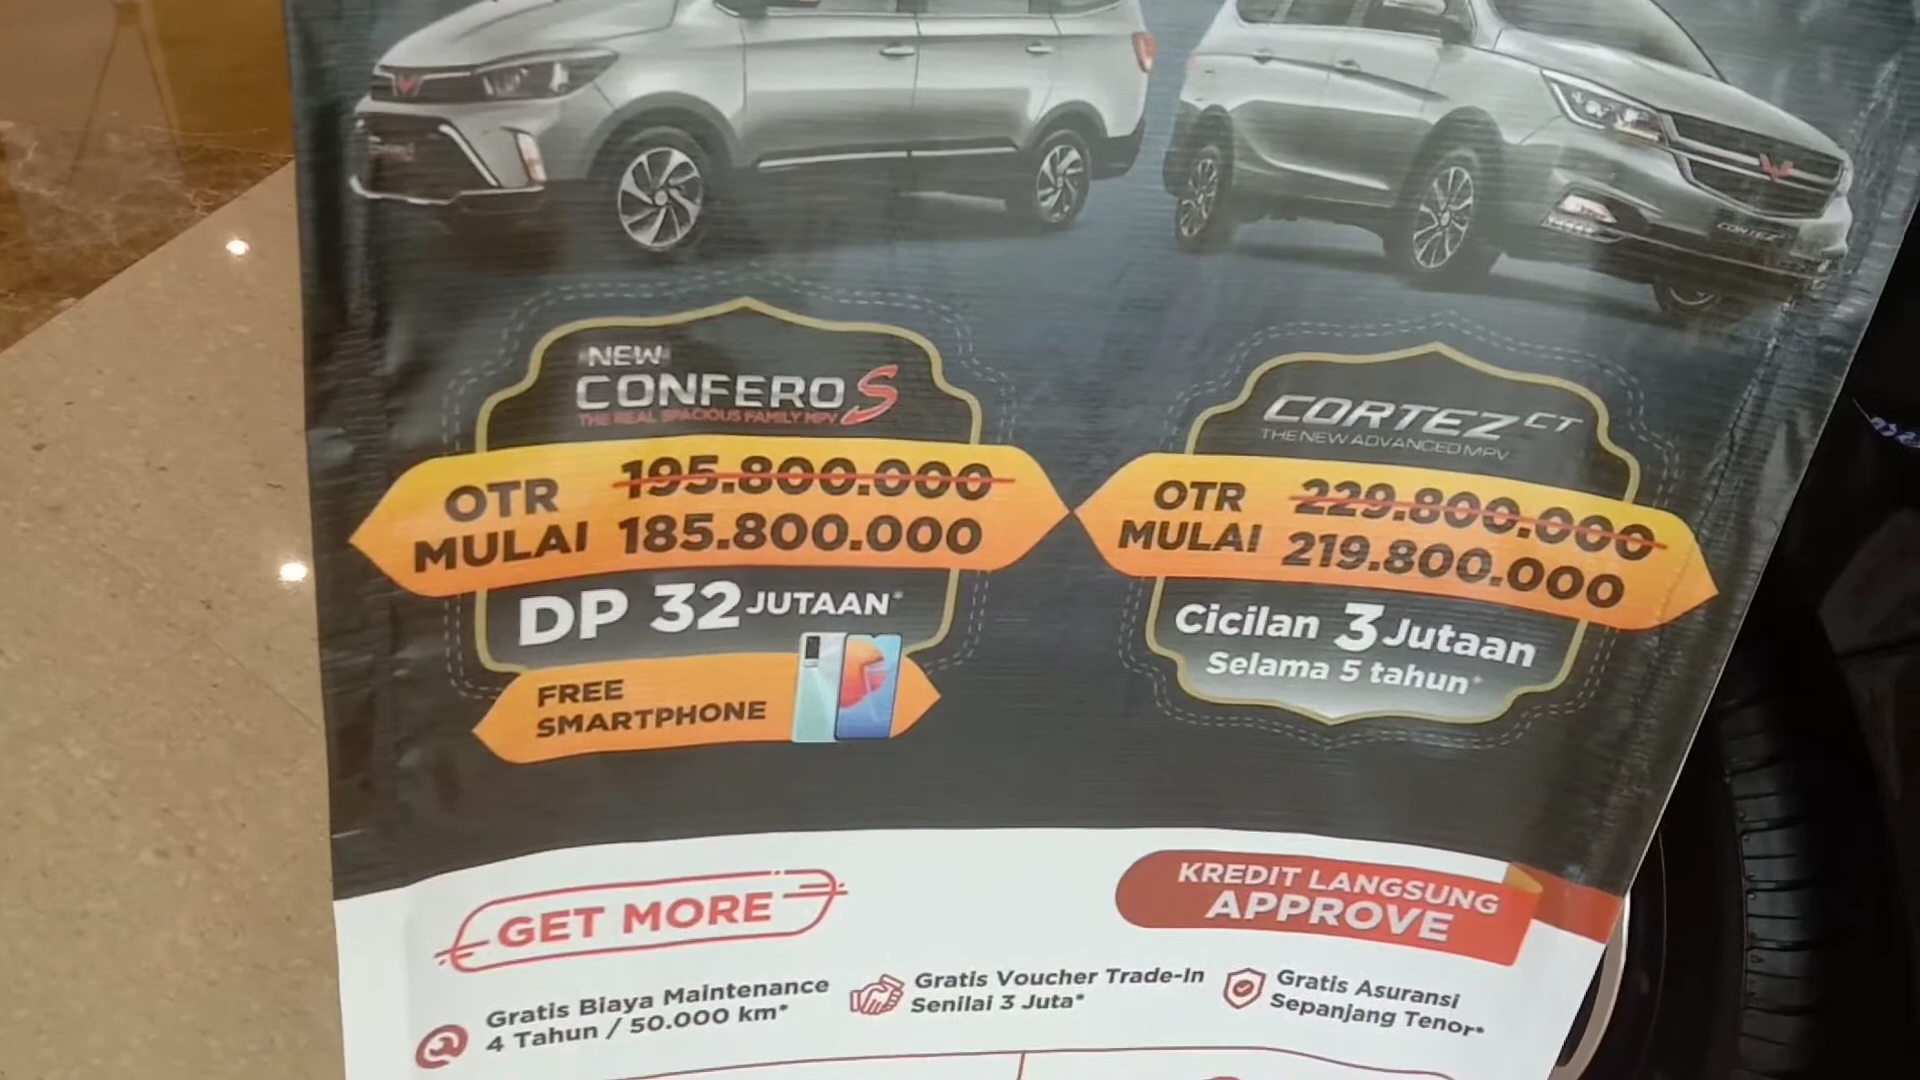 NEW
CONFERO S
THE REAL SPACIOUS FAMILY MPV
OTR MULAI
195.800.000
185.800.000
DP 32 JUTAAN*
FREE
SMARTPHONE
CORTEZ CT
THE NEW ADVANCED MPV
OTR MULAI
229.800.000
219.800.000
Cicilan 3 Jutaan
Selama 5 tahun*
GET MORE
KREDIT LANGSUNG
APPROVE
Gratis Biaya Maintenance
4 Tahun / 50.000 km*
Gratis Voucher Trade-In
Senilai 3 Juta*
Gratis Asuransi
Sepanjang Tenor*
CORTEZ